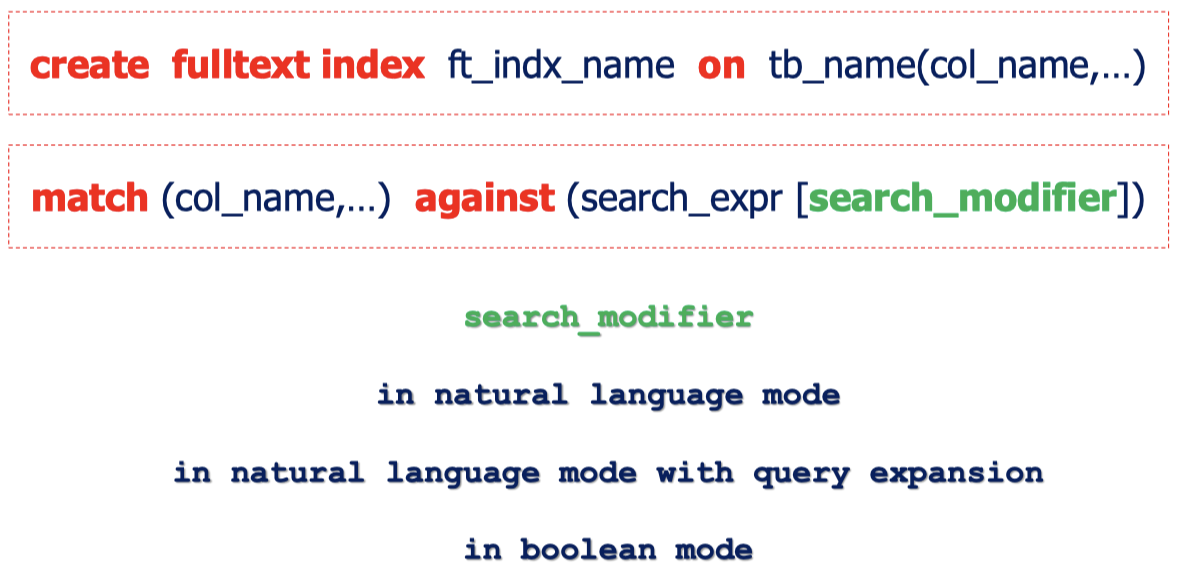 create fulltext index ft_indx_name on tb_name(col_name,...)
match (col_name,...) against (search_expr [search_modifier])
search_modifier
in natural language mode
in natural language mode with query expansion
in boolean mode